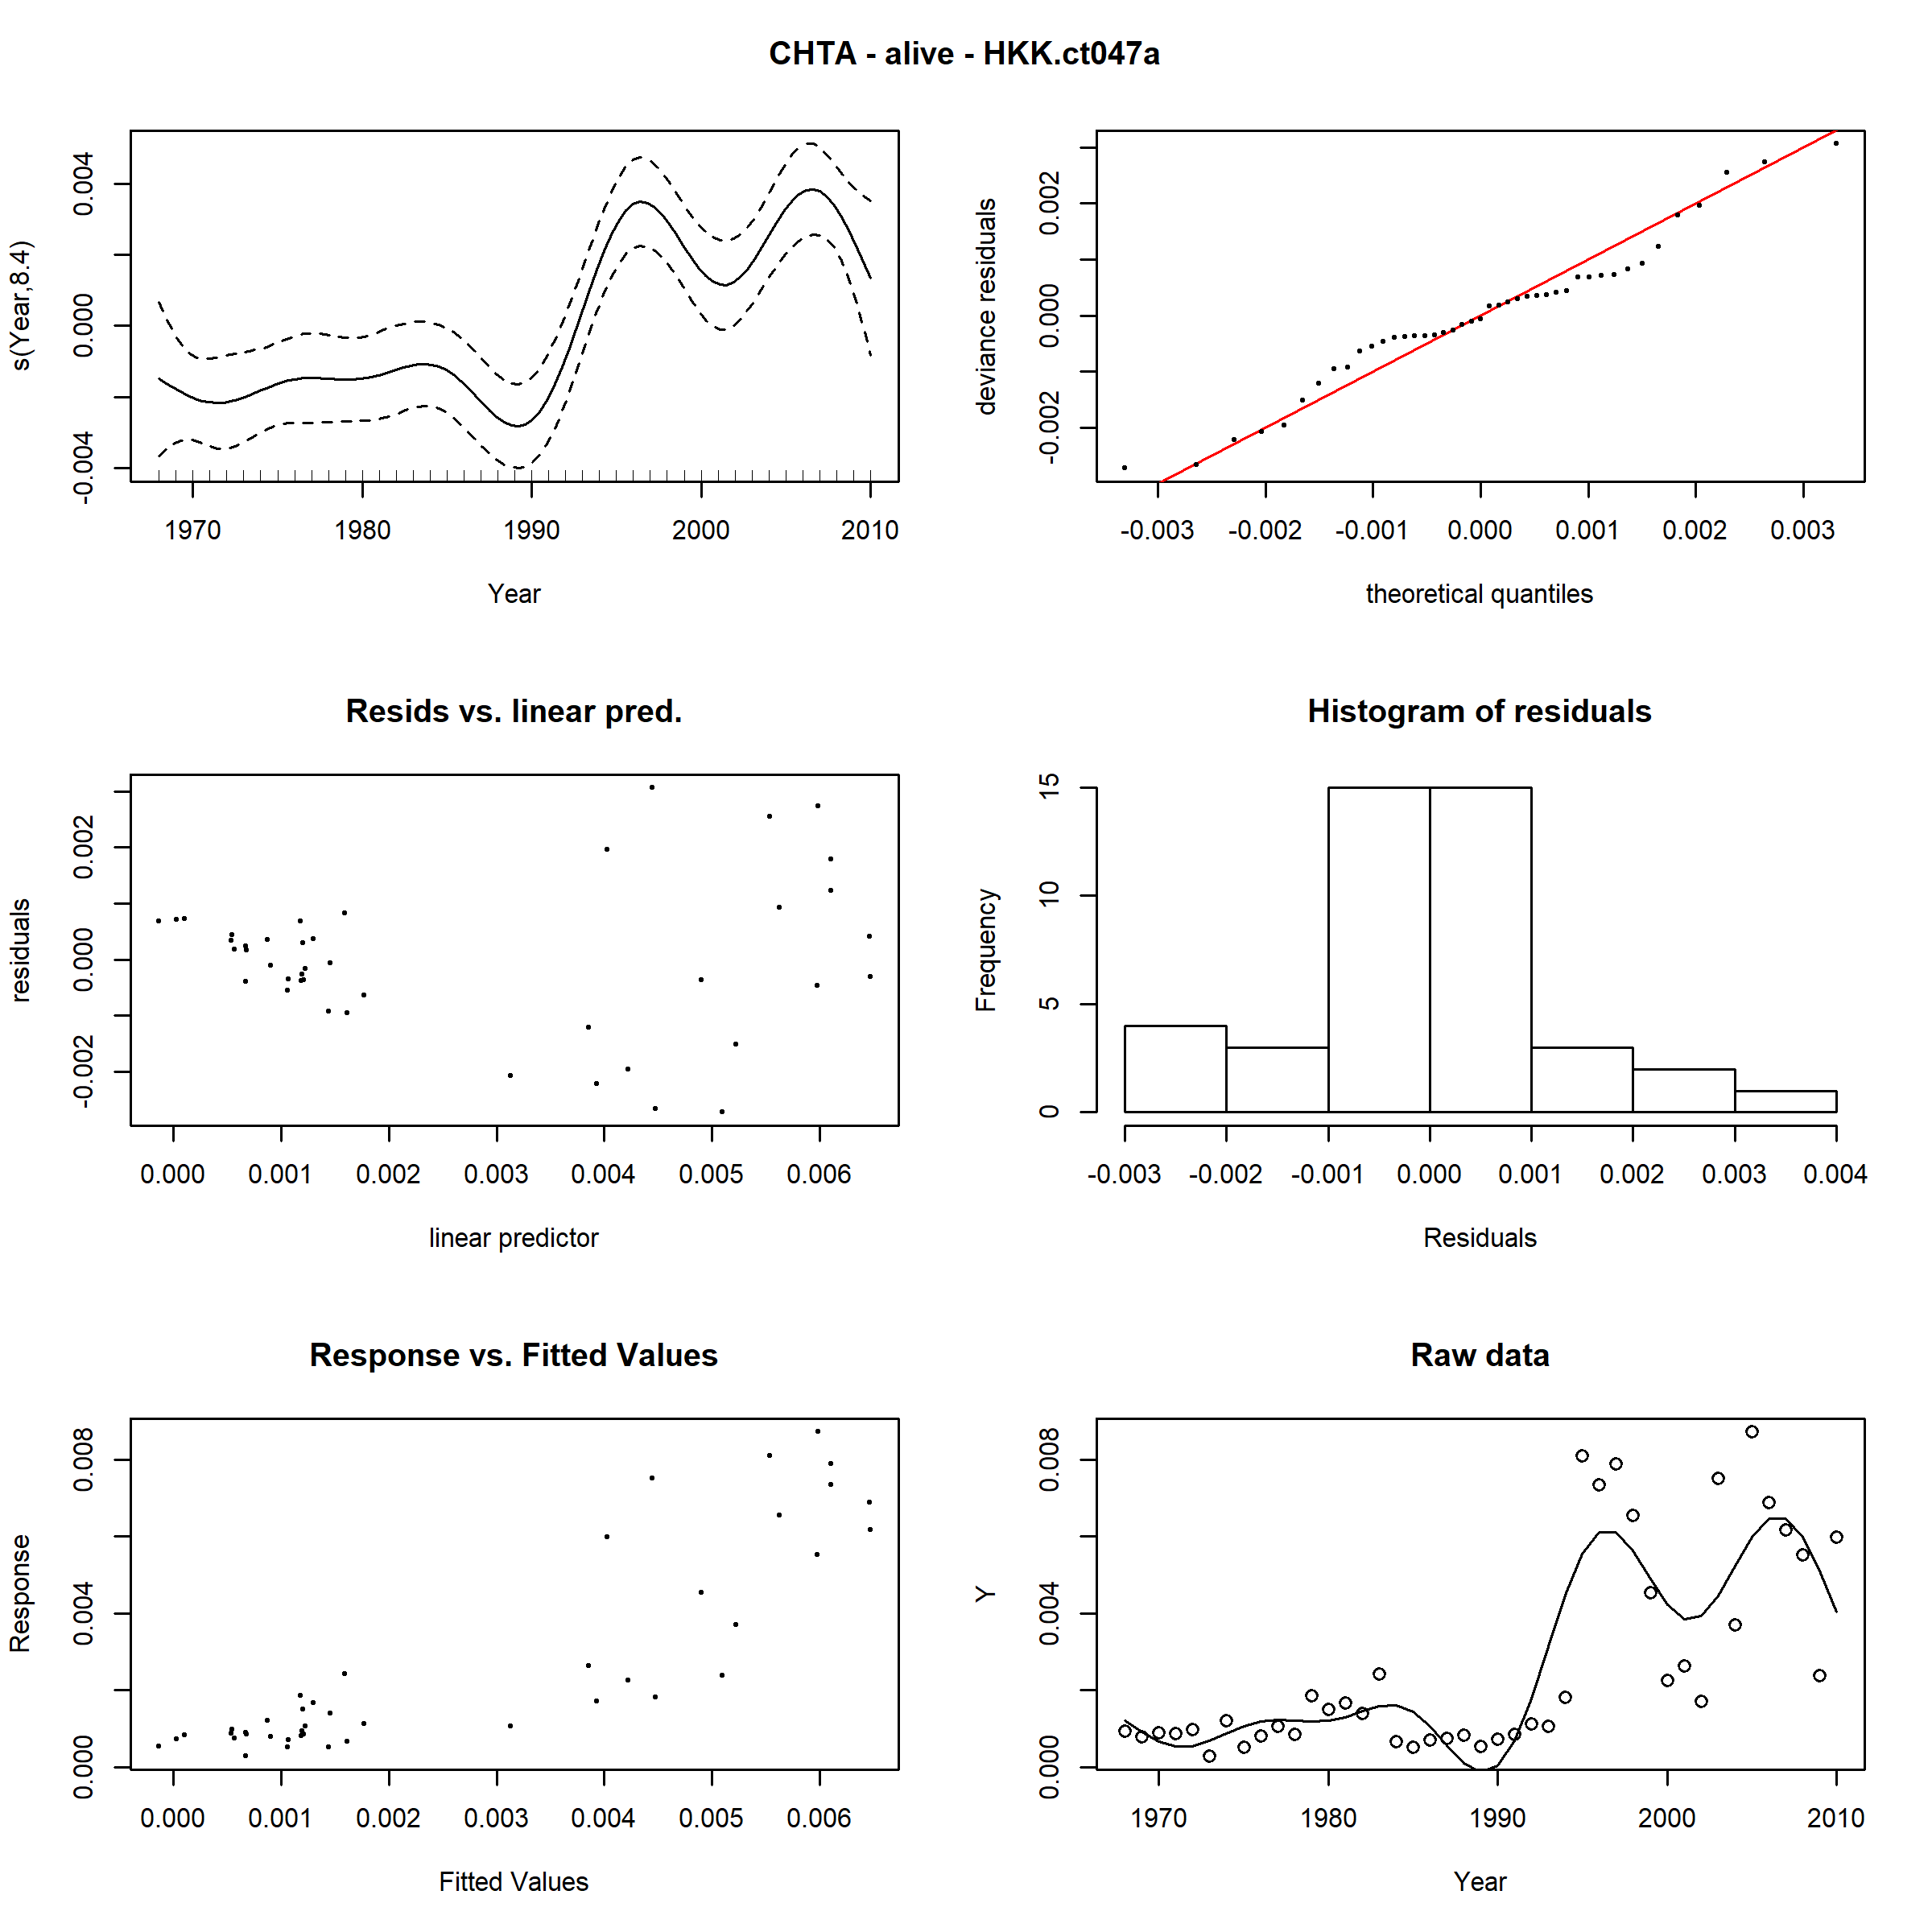 CHTA - alive - HKK.ct047a
s(Year,8.4)
0.004
0.000
-0.004
1970 1980 1990 2000 2010
Year
deviance residuals
0.002
0.000
-0.002
-0.003 -0.002 -0.001 0.000 0.001 0.002 0.003
theoretical quantiles
Resids vs. linear pred.
residuals
0.002
0.000
-0.002
0.000 0.001 0.002 0.003 0.004 0.005 0.006
linear predictor
Histogram of residuals
Frequency
15
10
5
0
-0.003 -0.002 -0.001 0.000 0.001 0.002 0.003 0.004
Residuals
Response vs. Fitted Values
Response
0.008
0.004
0.000
0.000 0.001 0.002 0.003 0.004 0.005 0.006
Fitted Values
Raw data
Y
0.008
0.004
0.000
1970 1980 1990 2000 2010
Year